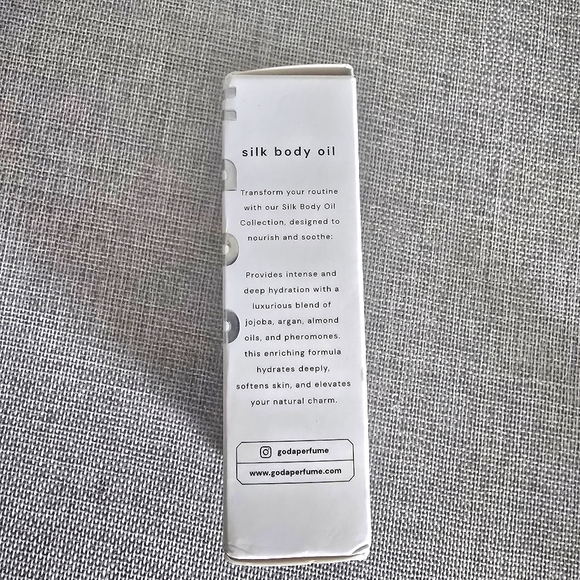 silk body oil
Transform your routine
with our Silk Body Oil
Collection, designed to
nourish and soothe:
Provides intense and
deep hydration with a
luxurious blend of
jojoba, argan, almond
oils, and pheromones.
this enriching formula
hydrates deeply,
softens skin, and elevates
your natural charm.
godaperfume
www.godaperfume.com